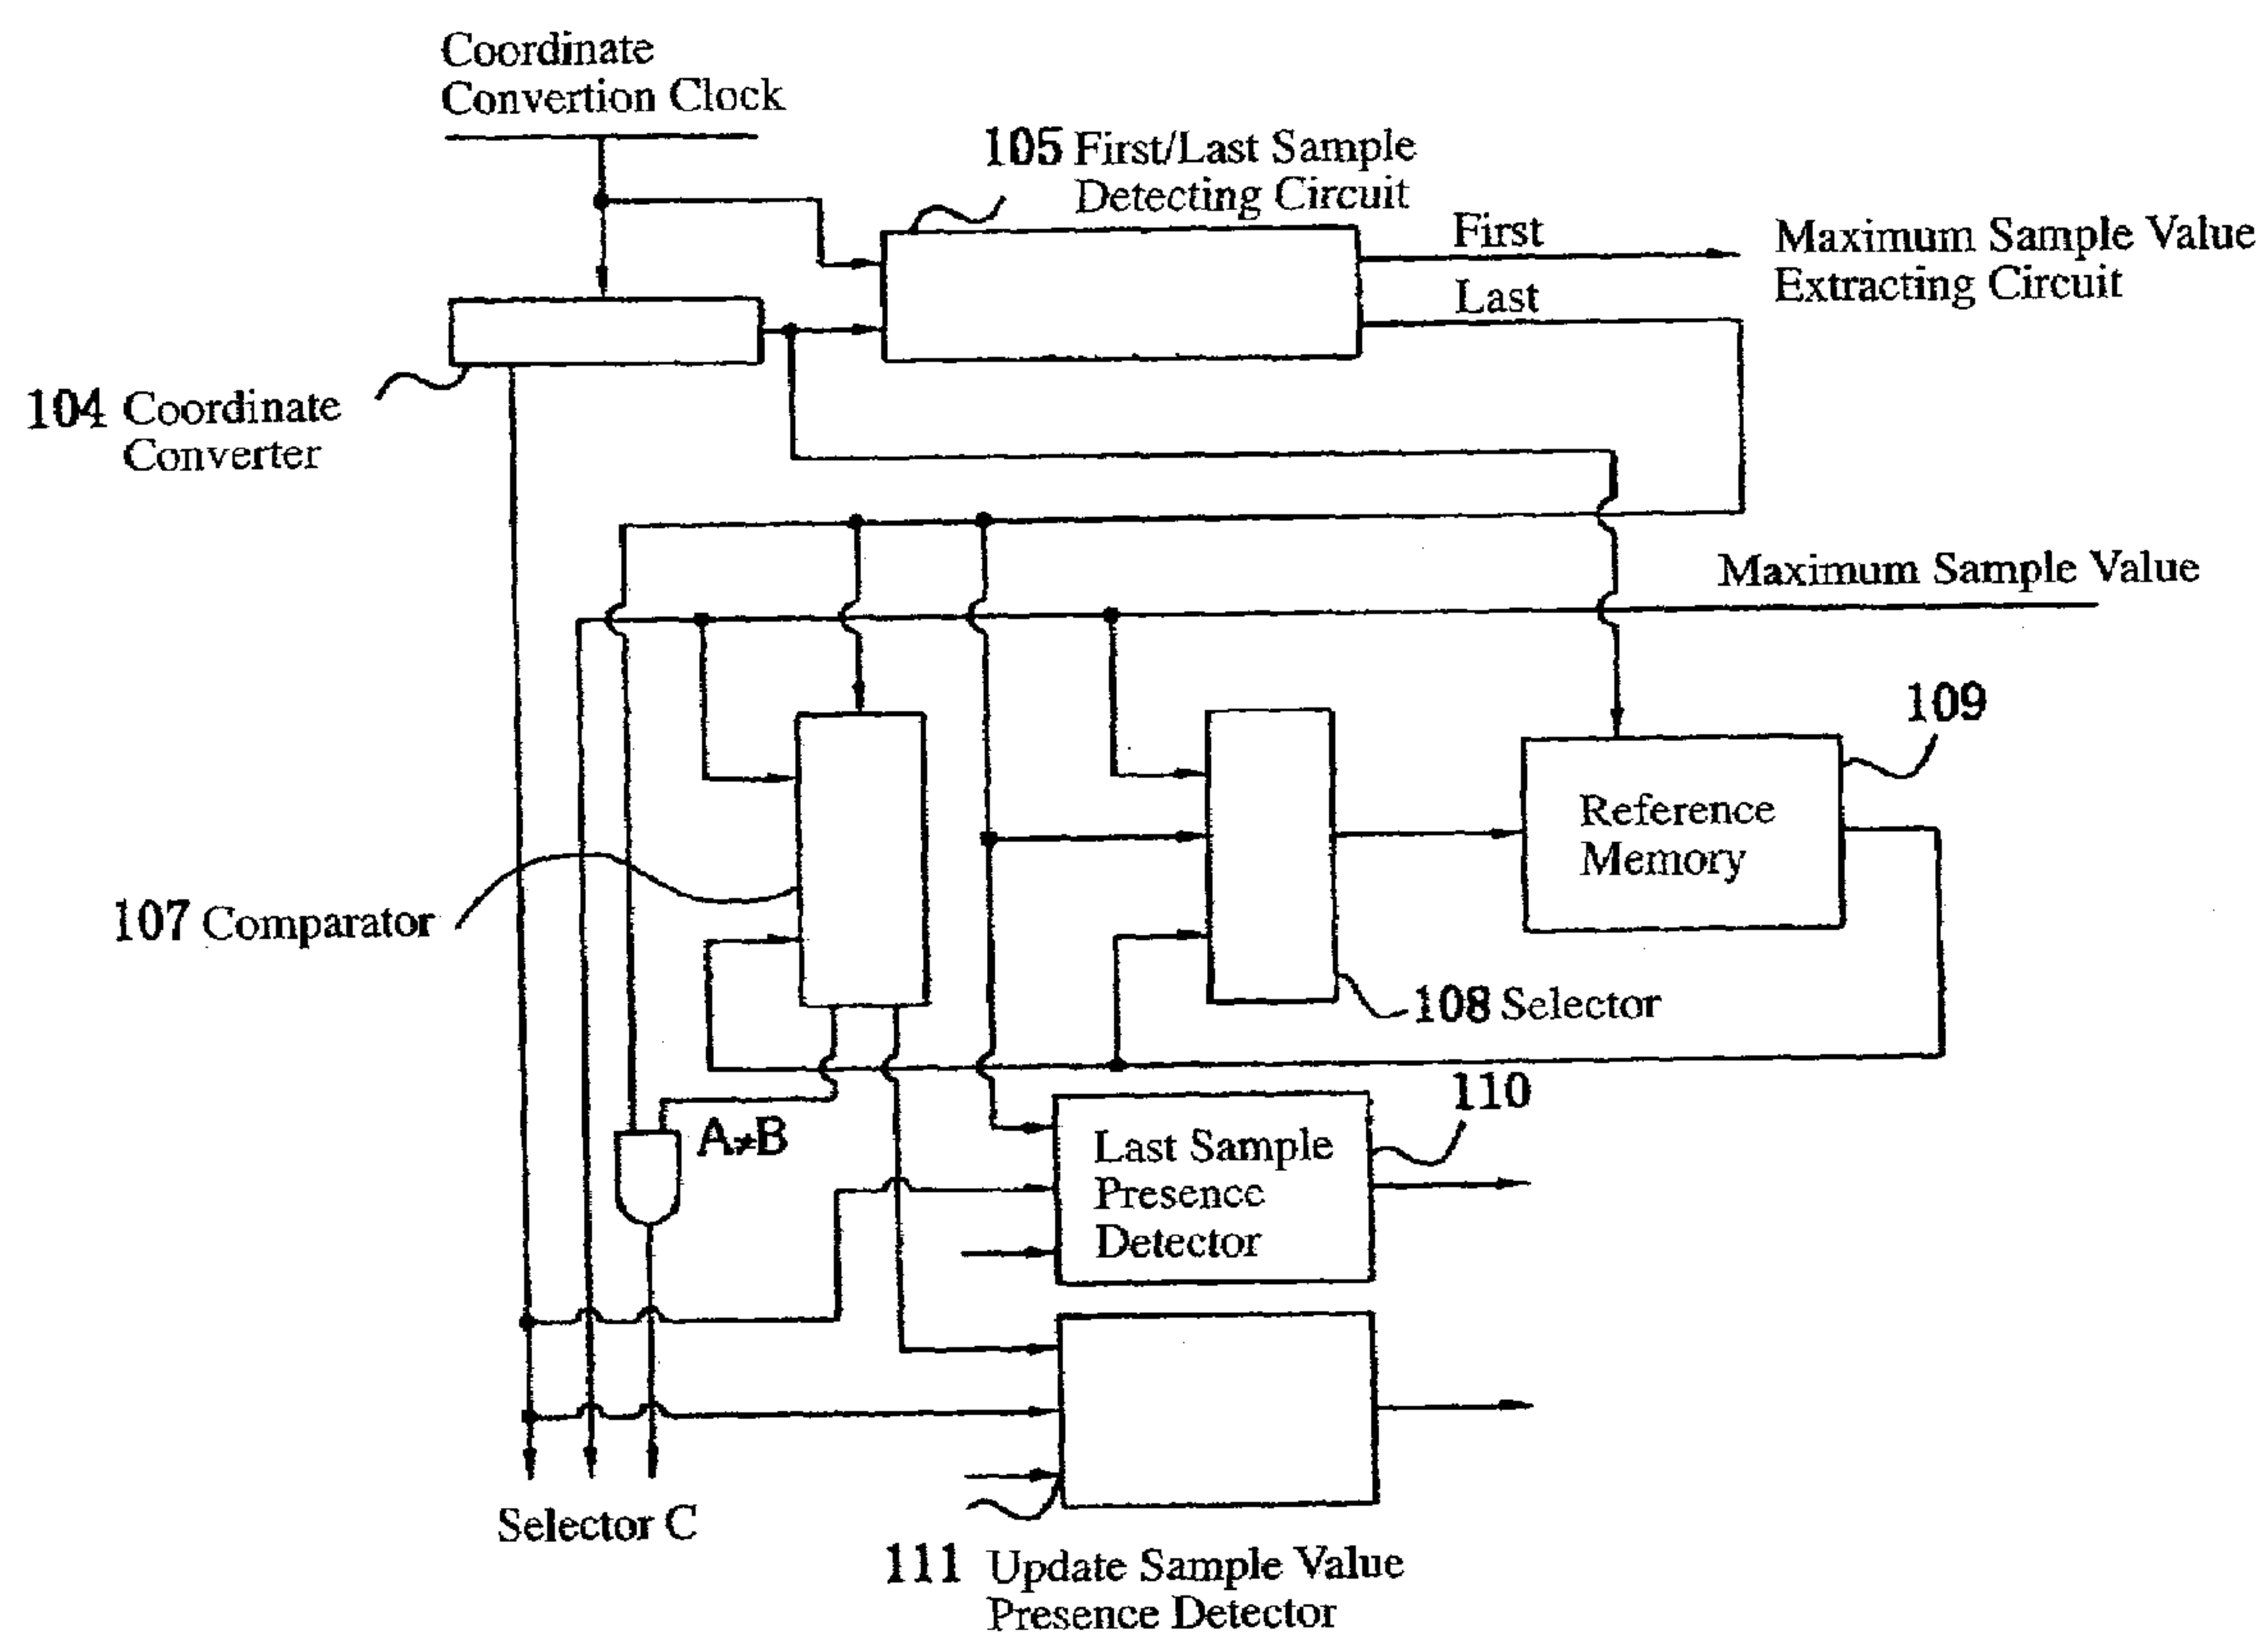 Coordinate
Convertion Clock
105 First/Last Sample
Detecting Circuit
First
Last
Maximum Sample Value
Extracting Circuit
104 Coordinate
Converter
Maximum Sample Value
109
Reference
Memory
107 Comparator
108 Selector
110
A≠B
Last Sample
Presence
Detector
Selector C
111 Update Sample Value
Presence Detector